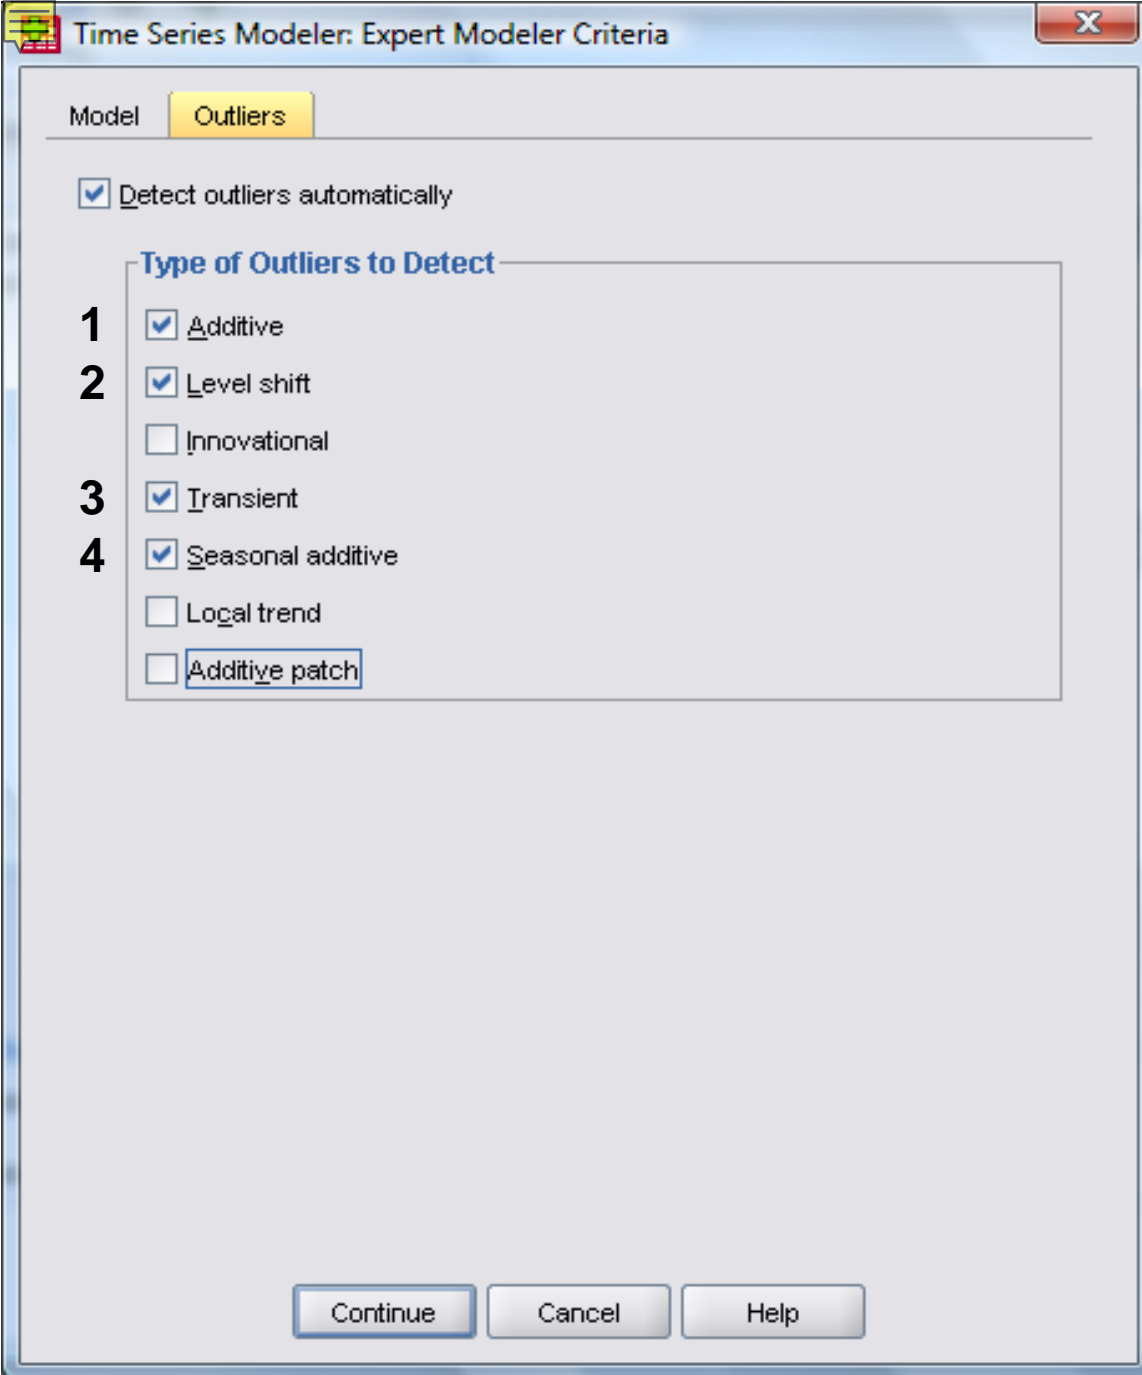 Time Series Modeler: Expert Modeler Criteria
Model Outliers
Detect outliers automatically
Type of Outliers to Detect
1 Additive
2 Level shift
Innovational
3 Transient
4 Seasonal additive
Local trend
Additive patch
Continue Cancel Help